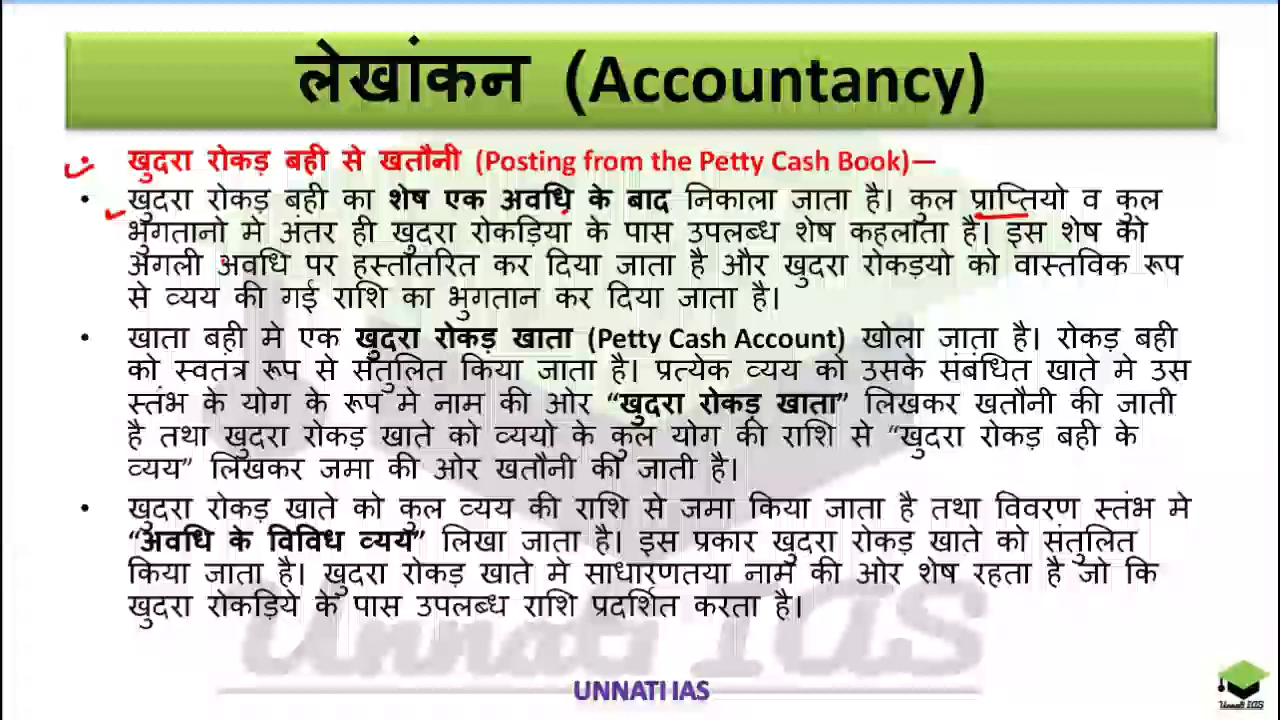 लेखांकन (Accountancy)
• खुदरा रोकड़ बही से खतौनी (Posting from the Petty Cash Book)—
• खुदरा रोकड़ बही का शेष एक अवधि के बाद निकाला जाता है। कुल प्राप्तियो व कुल
भुगतानो मे अंतर ही खुदरा रोकड़िया के पास उपलब्ध शेष कहलाता है। इस शेष को
अगली अवधि पर हस्तांतरित कर दिया जाता है और खुदरा रोकड़यो को वास्तविक रूप
से व्यय की गई राशि का भुगतान कर दिया जाता है।
• खाता बही मे एक खुदरा रोकड़ खाता (Petty Cash Account) खोला जाता है। रोकड़ बही
को स्वतंत्र रूप से संतुलित किया जाता है। प्रत्येक व्यय को उसके संबंधित खाते मे उस
स्तंभ के योग के रूप मे नाम की ओर “खुदरा रोकड़ खाता” लिखकर खतौनी की जाती
है तथा खुदरा रोकड़ खाते को व्ययो के कुल योग की राशि से “खुदरा रोकड़ बही के
व्यय” लिखकर जमा की ओर खतौनी की जाती है।
• खुदरा रोकड़ खाते को कुल व्यय की राशि से जमा किया जाता है तथा विवरण स्तंभ मे
“अवधि के विविध व्यय” लिखा जाता है। इस प्रकार खुदरा रोकड़ खाते को संतुलित
किया जाता है। खुदरा रोकड़ खाते मे साधारणतया नाम की ओर शेष रहता है जो कि
खुदरा रोकड़िये के पास उपलब्ध राशि प्रदर्शित करता है।
Unnati IAS
UNNATI IAS
Unnati IAS